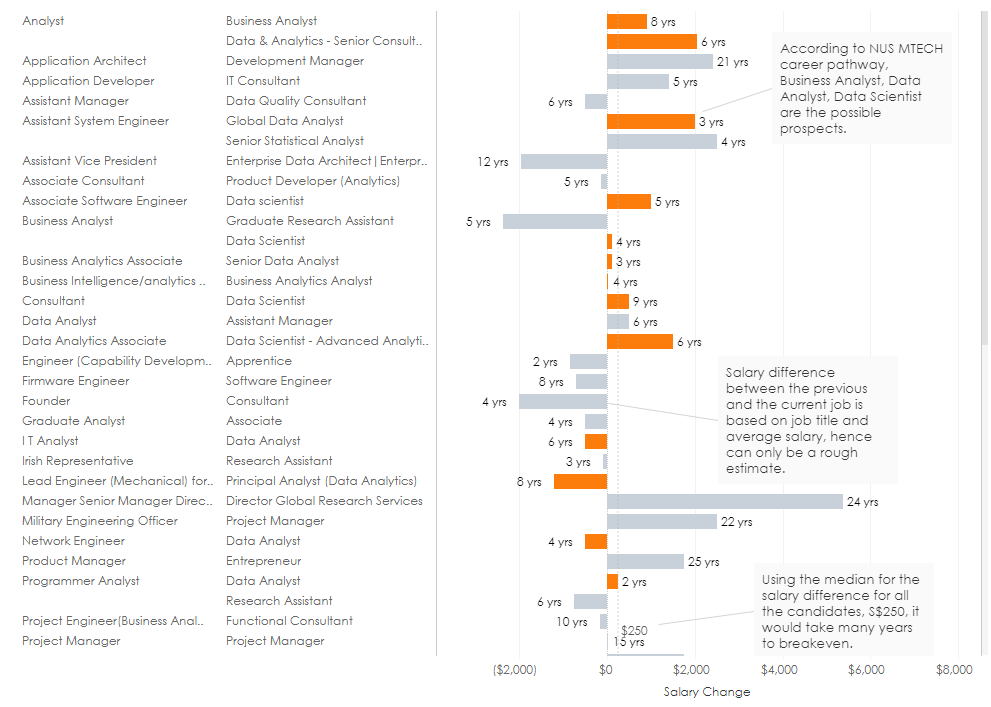 Analyst Business Analyst 8 yrs
Data & Analytics - Senior Consult.. 6 yrs
Application Architect Development Manager 21 yrs
Application Developer IT Consultant 5 yrs
Assistant Manager Data Quality Consultant 6 yrs
Assistant System Engineer Global Data Analyst 3 yrs
Senior Statistical Analyst 4 yrs
Assistant Vice President Enterprise Data Architect|Enterpr.. 12 yrs
Associate Consultant Product Developer (Analytics) 5 yrs
Associate Software Engineer Data scientist 5 yrs
Business Analyst Graduate Research Assistant 5 yrs
Data Scientist 4 yrs
Business Analytics Associate Senior Data Analyst 3 yrs
Business Intelligence/analytics .. Business Analytics Analyst 4 yrs
Consultant Data Scientist 9 yrs
Data Analyst Assistant Manager 6 yrs
Data Analytics Associate Data Scientist - Advanced Analyti.. 6 yrs
Engineer (Capability Developm.. Apprentice 2 yrs
Firmware Engineer Software Engineer 8 yrs
Founder Consultant 4 yrs
Graduate Analyst Associate 4 yrs
I T Analyst Data Analyst 6 yrs
Irish Representative Research Assistant 3 yrs
Lead Engineer (Mechanical) for.. Principal Analyst (Data Analytics) 8 yrs
Manager Senior Manager Direc.. Director Global Research Services 24 yrs
Military Engineering Officer Project Manager 22 yrs
Network Engineer Data Analyst 4 yrs
Product Manager Entrepreneur 25 yrs
Programmer Analyst Data Analyst 2 yrs
Research Assistant 6 yrs
Project Engineer(Business Anal.. Functional Consultant 10 yrs
$250
Project Manager Project Manager 15 yrs
According to NUS MTECH
career pathway,
Business Analyst, Data
Analyst, Data Scientist
are the possible
prospects.
Salary difference
between the previous
and the current job is
based on job title and
average salary, hence
can only be a rough
estimate.
Using the median for the
salary difference for all
the candidates, S$250, it
would take many years
to breakeven.
($2,000) $0 $2,000 $4,000 $6,000 $8,000
Salary Change